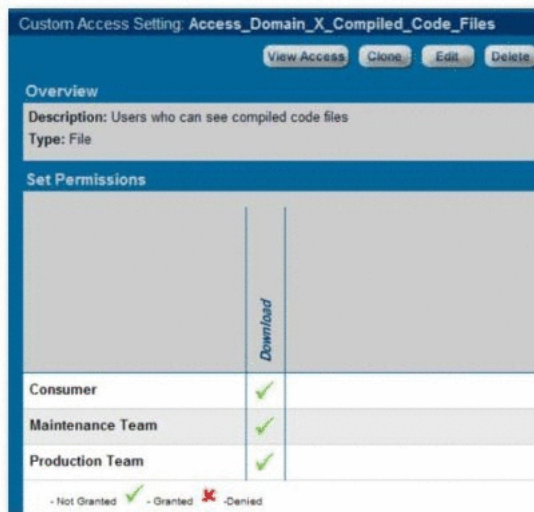 Custom Access Setting: Access_Domain_X_Compiled_Code_Files
View Access Clone Edit Delete
Overview
Description: Users who can see compiled code files
Type: File
Set Permissions
Download
Consumer
Maintenance Team
Production Team
- Not Granted - Granted -Denied